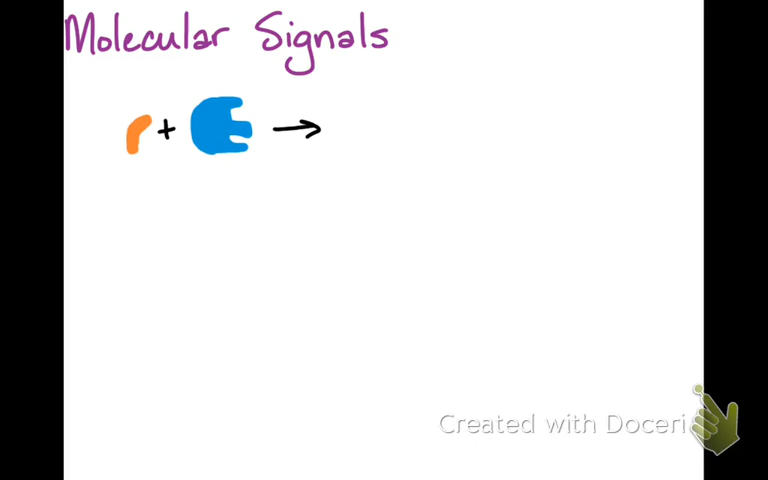 Molecular Signals
+ →
Created with Doceri